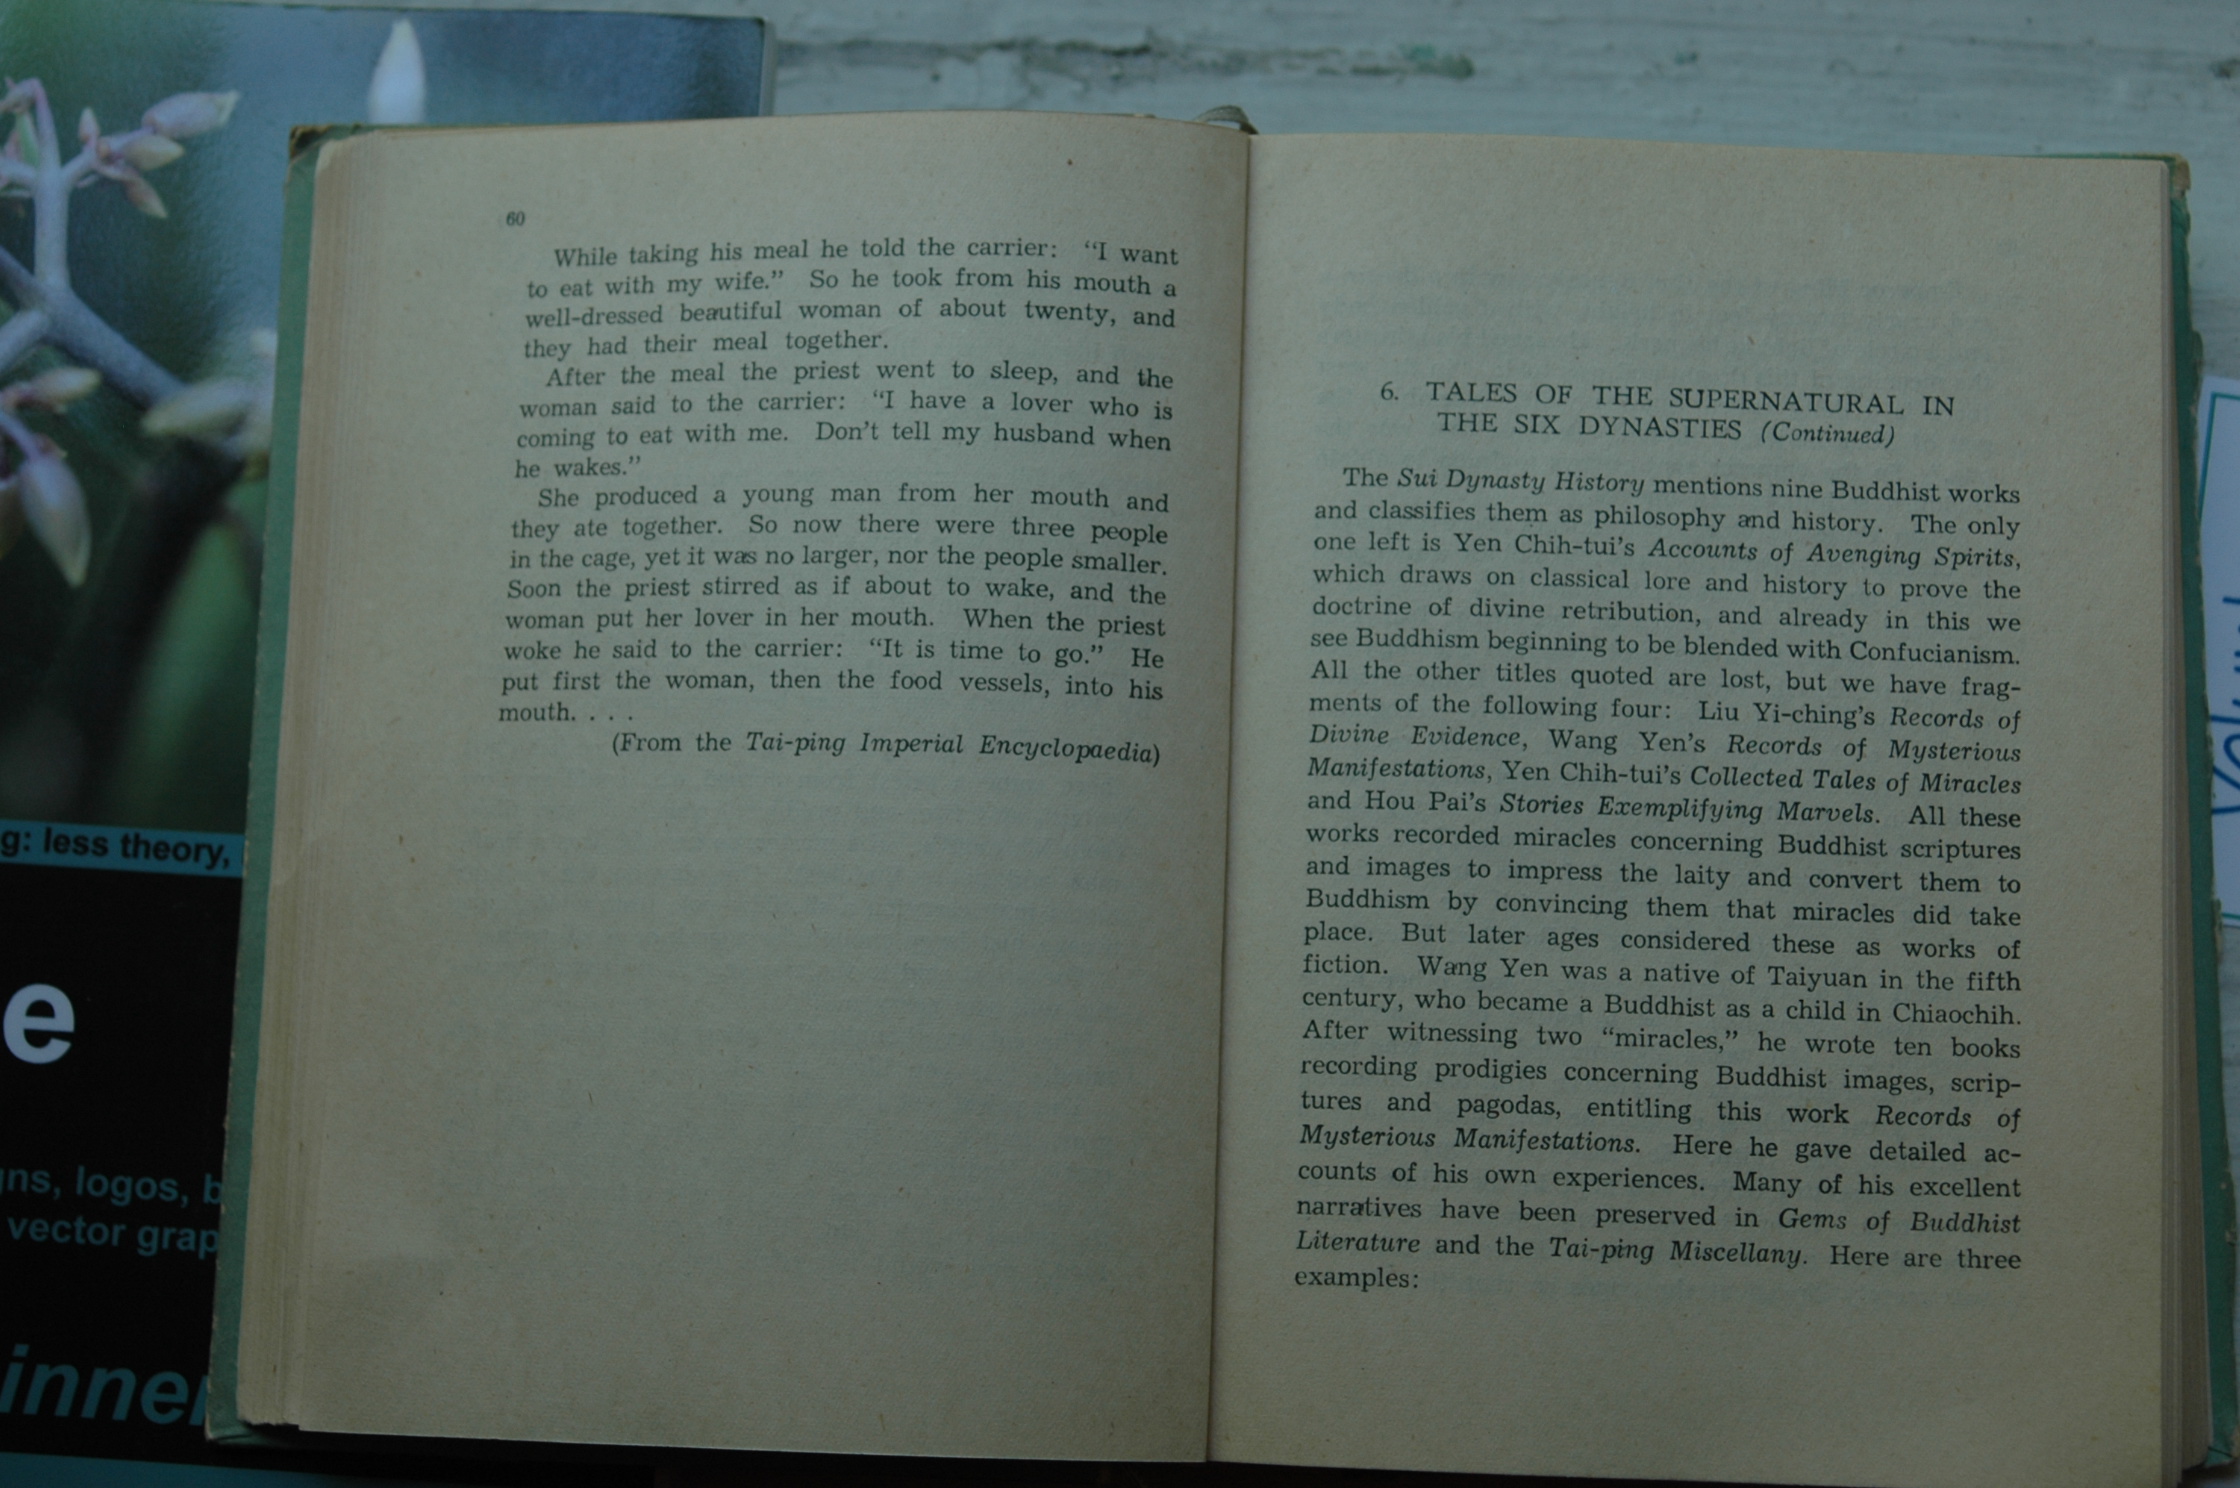 60
While taking his meal he told the carrier: "I want
to eat with my wife." So he took from his mouth a
well-dressed beautiful woman of about twenty, and
they had their meal together.
After the meal the priest went to sleep, and the
woman said to the carrier: "I have a lover who is
coming to eat with me. Don't tell my husband when
he wakes."
She produced a young man from her mouth and
they ate together. So now there were three people
in the cage, yet it was no larger, nor the people smaller.
Soon the priest stirred as if about to wake, and the
woman put her lover in her mouth. When the priest
woke he said to the carrier: "It is time to go." He
put first the woman, then the food vessels, into his
mouth. . . .
(From the Tai-ping Imperial Encyclopaedia)
6. TALES OF THE SUPERNATURAL IN
THE SIX DYNASTIES (Continued)
The Sui Dynasty History mentions nine Buddhist works
and classifies them as philosophy and history. The only
one left is Yen Chih-tui's Accounts of Avenging Spirits,
which draws on classical lore and history to prove the
doctrine of divine retribution, and already in this we
see Buddhism beginning to be blended with Confucianism.
All the other titles quoted are lost, but we have frag-
ments of the following four: Liu Yi-ching's Records of
Divine Evidence, Wang Yen's Records of Mysterious
Manifestations, Yen Chih-tui's Collected Tales of Miracles
and Hou Pai's Stories Exemplifying Marvels. All these
works recorded miracles concerning Buddhist scriptures
and images to impress the laity and convert them to
Buddhism by convincing them that miracles did take
place. But later ages considered these as works of
fiction. Wang Yen was a native of Taiyuan in the fifth
century, who became a Buddhist as a child in Chiaochih.
After witnessing two "miracles," he wrote ten books
recording prodigies concerning Buddhist images, scrip-
tures and pagodas, entitling this work Records of
Mysterious Manifestations. Here he gave detailed ac-
counts of his own experiences. Many of his excellent
narratives have been preserved in Gems of Buddhist
Literature and the Tai-ping Miscellany. Here are three
examples:
g: less theory,
e
gns, logos, b
vector grap
inner